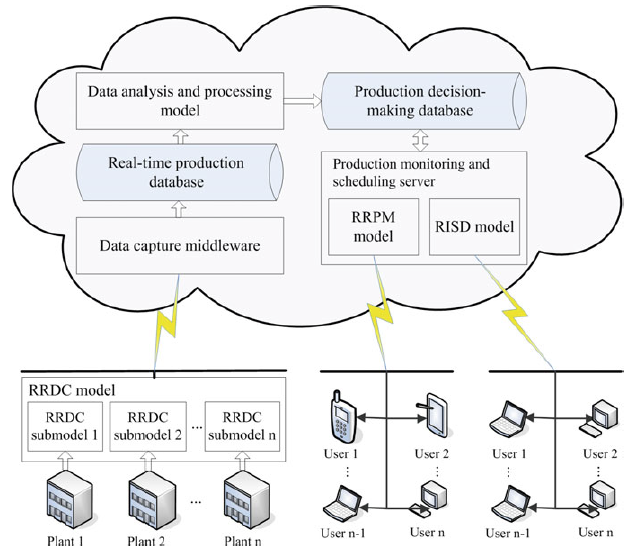 Data analysis and processing
model
Production decision-
making database
Real-time production
database
Production monitoring and
scheduling server
RRPM
model
RISD model
Data capture middleware
RRDC model
RRDC
submodel 1
RRDC
submodel 2
...
RRDC
submodel n
Plant 1
Plant 2
...
Plant n
User 1
User 2
User n-1
User n
User 1
User 2
User n-1
User n